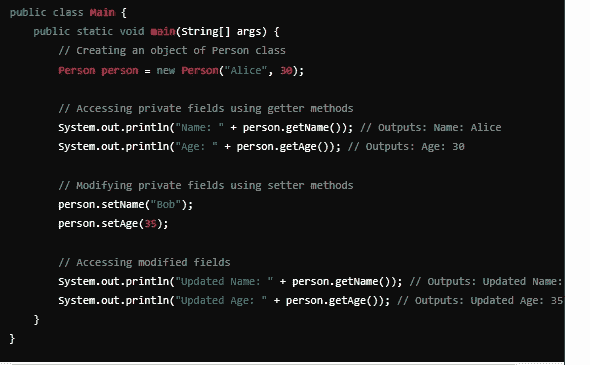 public class Main {
    public static void main(String[] args) {
        // Creating an object of Person class
        Person person = new Person("Alice", 30);
        // Accessing private fields using getter methods
        System.out.println("Name: " + person.getName()); // Outputs: Name: Alice
        System.out.println("Age: " + person.getAge()); // Outputs: Age: 30
        // Modifying private fields using setter methods
        person.setName("Bob");
        person.setAge(35);
        // Accessing modified fields
        System.out.println("Updated Name: " + person.getName()); // Outputs: Updated Name:
        System.out.println("Updated Age: " + person.getAge()); // Outputs: Updated Age: 35
    }
}